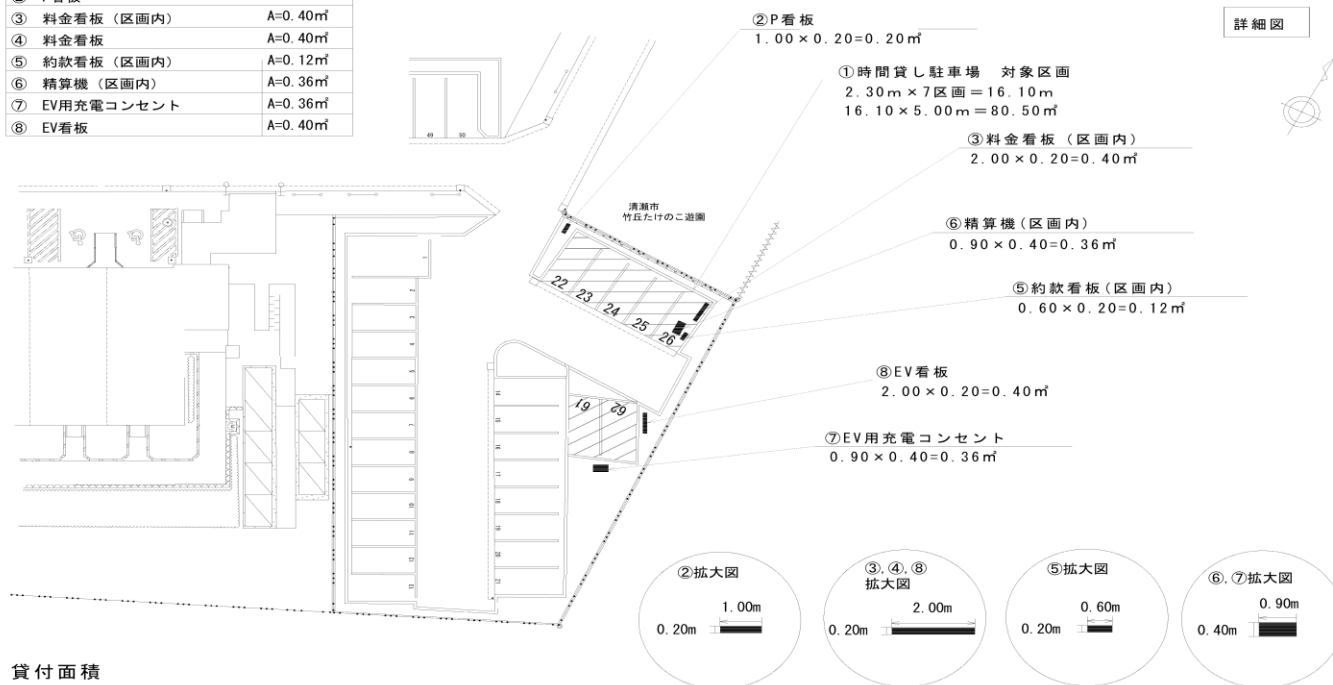 ③ 料金看板（区画内） A=0.40㎡
④ 料金看板 A=0.40㎡
⑤ 約款看板（区画内） A=0.12㎡
⑥ 精算機（区画内） A=0.36㎡
⑦ EV用充電コンセント A=0.36㎡
⑧ EV看板 A=0.40㎡
詳細図
②P看板
1.00×0.20=0.20㎡
①時間貸し駐車場 対象区画
2.30m×7区画=16.10m
16.10×5.00m=80.50㎡
③料金看板（区画内）
2.00×0.20=0.40㎡
⑥精算機(区画内)
0.90×0.40=0.36㎡
⑤約款看板(区画内)
0.60×0.20=0.12㎡
⑧EV看板
2.00×0.20=0.40㎡
⑦EV用充電コンセント
0.90×0.40=0.36㎡
49 50
清瀬市
竹丘たけのこ遊園
22 23 24 25 26
61 62
②拡大図
1.00m
0.20m
③,④,⑧
拡大図
2.00m
0.20m
⑤拡大図
0.60m
0.20m
⑥,⑦拡大図
0.90m
0.40m
貸付面積